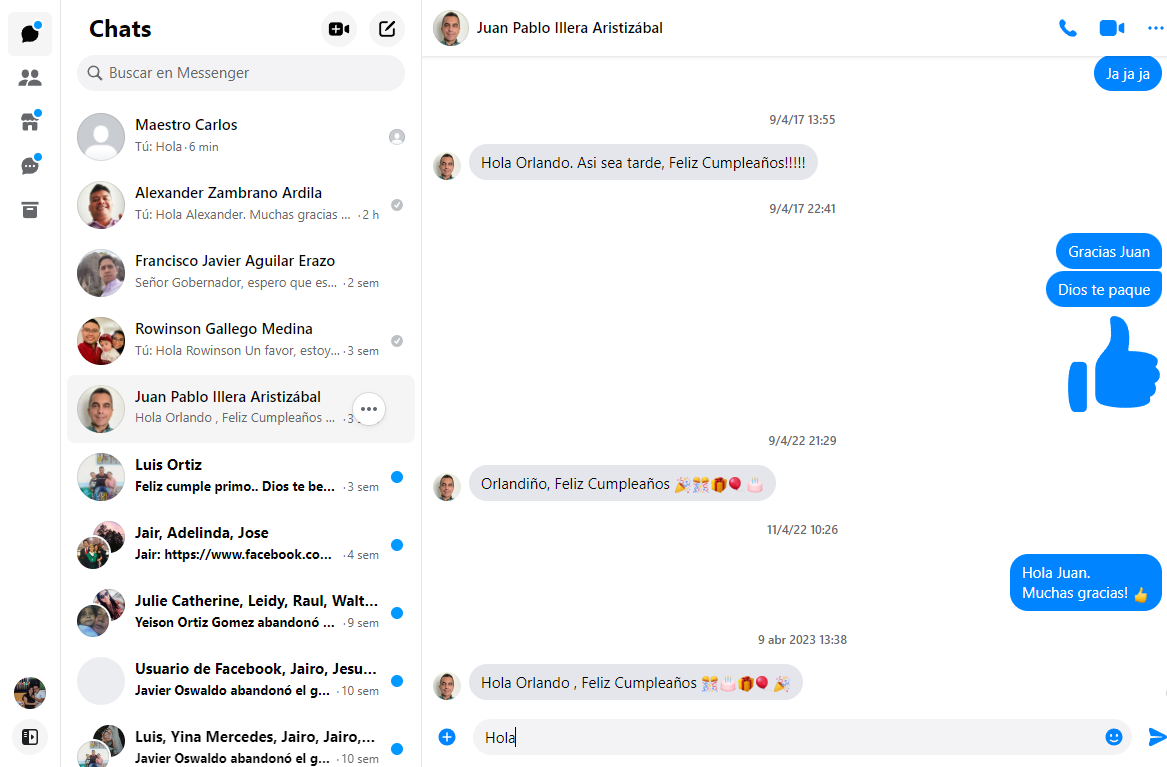 Chats
Buscar en Messenger
Maestro Carlos
Tú: Hola · 6 min
Alexander Zambrano Ardila
Tú: Hola Alexander. Muchas gracias ... · 2 h
Francisco Javier Aguilar Erazo
Señor Gobernador, espero que es... · 2 sem
Rowinson Gallego Medina
Tú: Hola Rowinson Un favor, estoy... · 3 sem
Juan Pablo Illera Aristizábal
Hola Orlando , Feliz Cumpleaños ... · 3
Luis Ortiz
Feliz cumple primo.. Dios te be... · 3 sem
Jair, Adelinda, Jose
Jair: https://www.facebook.co... · 4 sem
Julie Catherine, Leidy, Raul, Walt...
Yeison Ortiz Gomez abandonó ... · 9 sem
Usuario de Facebook, Jairo, Jesu...
Javier Oswaldo abandonó el g... · 10 sem
Luis, Yina Mercedes, Jairo, Jairo,...
Javier Oswaldo abandonó el g... · 10 sem
Juan Pablo Illera Aristizábal
Ja ja ja
9/4/17 13:55
Hola Orlando. Asi sea tarde, Feliz Cumpleaños!!!!!
9/4/17 22:41
Gracias Juan
Dios te paque
9/4/22 21:29
Orlandiño, Feliz Cumpleaños 🎉🎊🎁🎈🎂
11/4/22 10:26
Hola Juan.
Muchas gracias! 👍
9 abr 2023 13:38
Hola Orlando , Feliz Cumpleaños 🎊🎂🎁🎈🎉
Hola